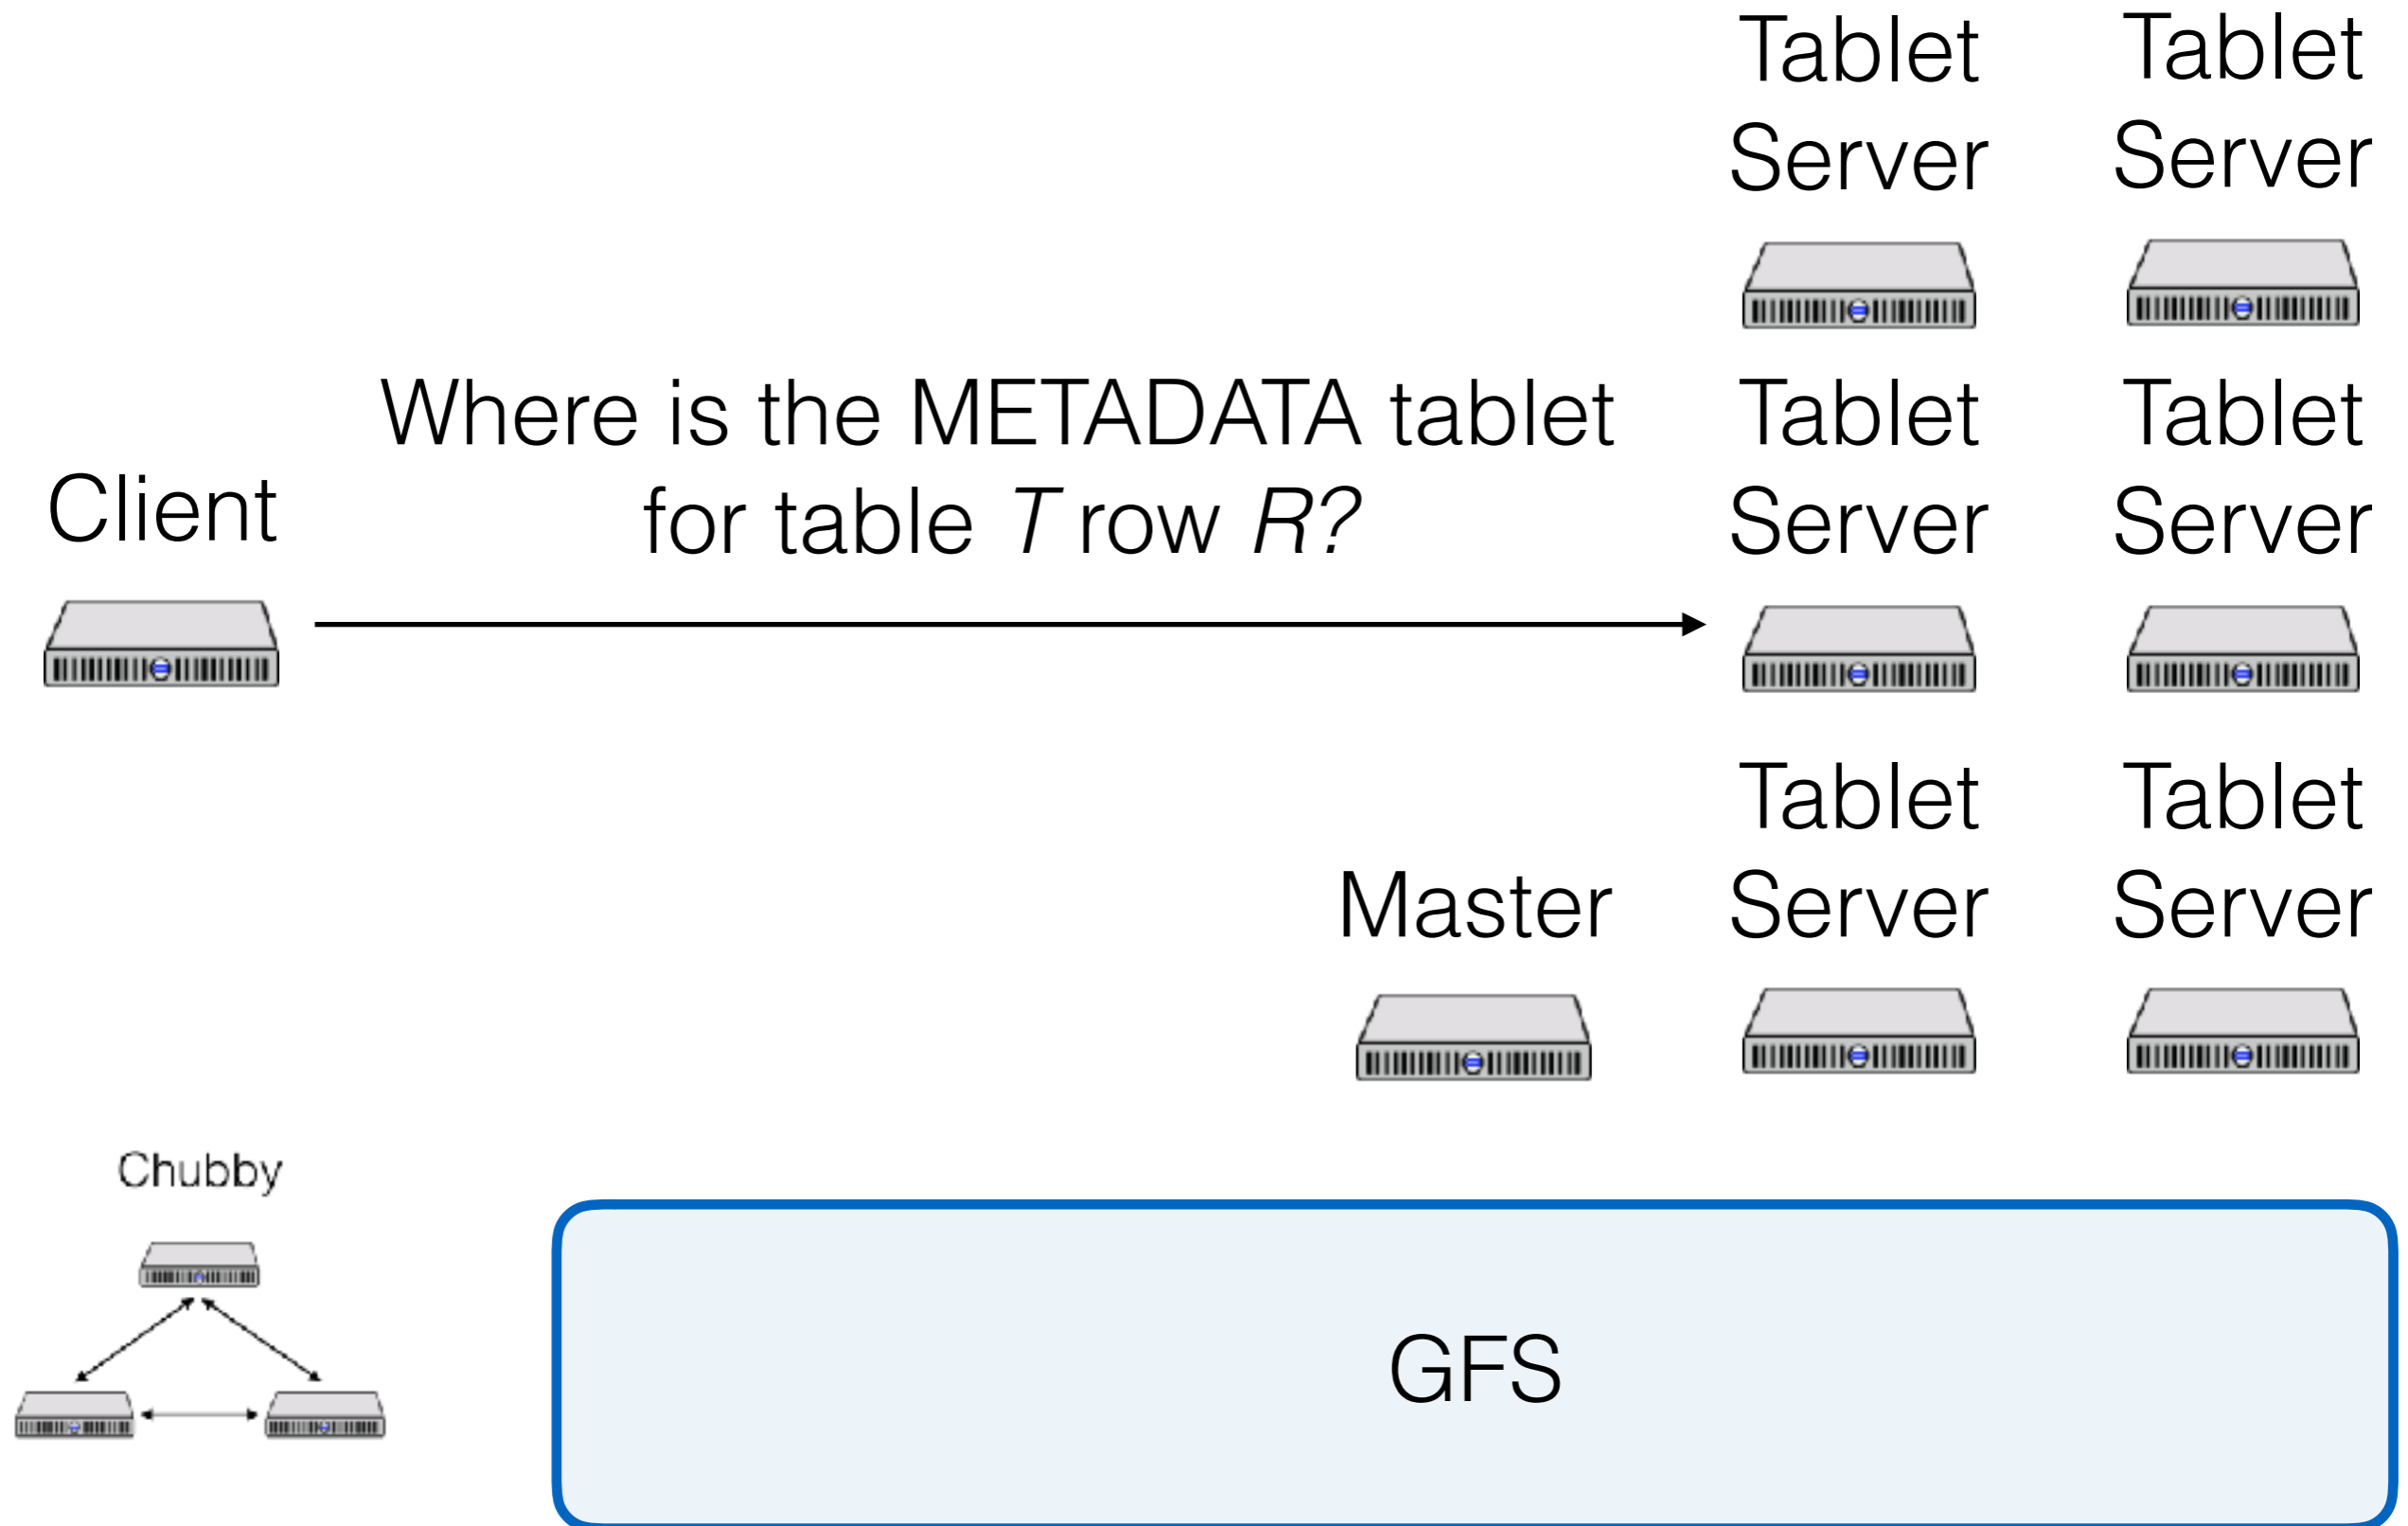 Tablet
Server
Tablet
Server
Where is the METADATA tablet
for table T row R?
Client
Tablet
Server
Tablet
Server
Master
Tablet
Server
Tablet
Server
Chubby
GFS